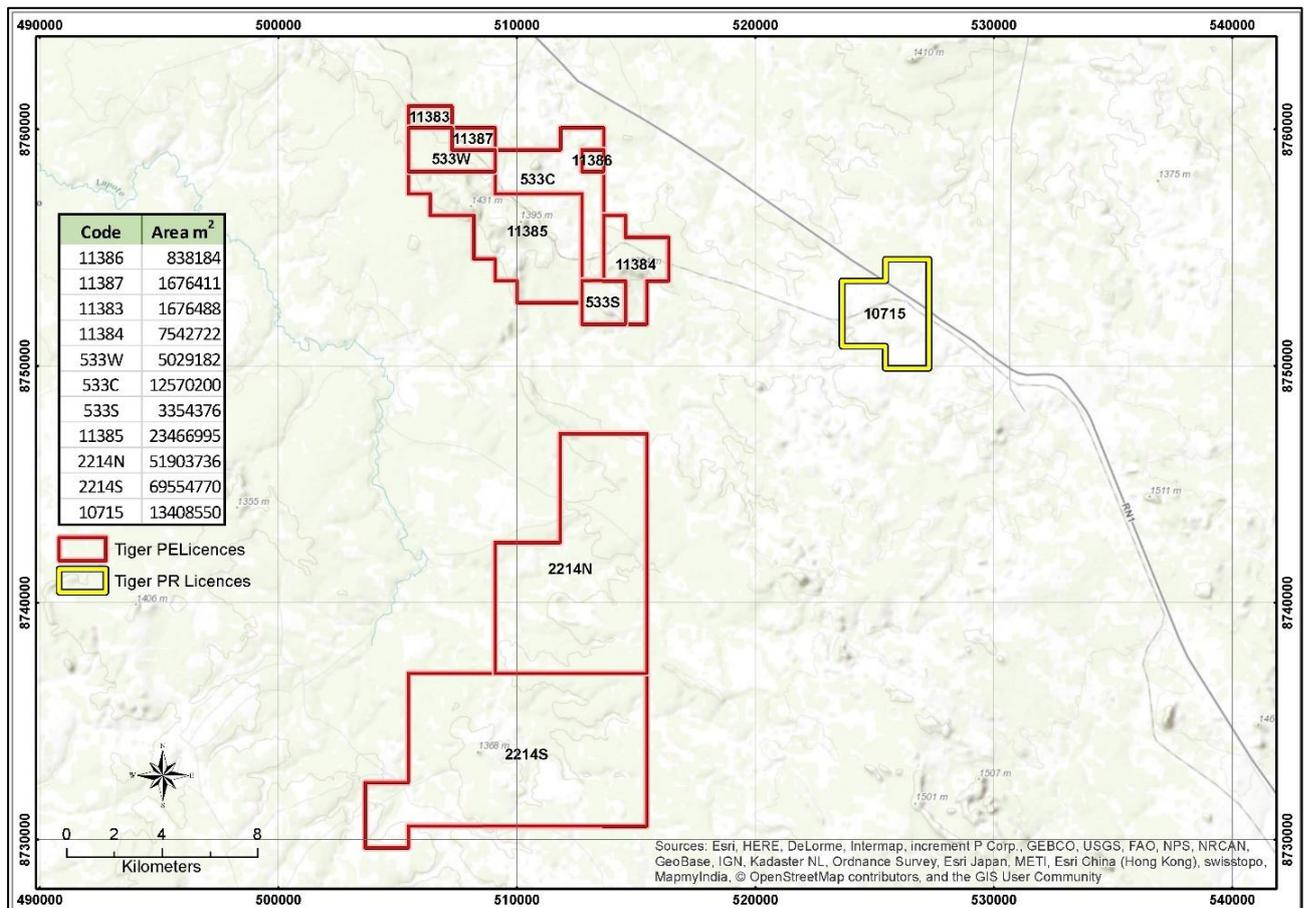 490000 500000 510000 520000 530000 540000
8760000 8760000
8750000 8750000
8740000 8740000
8730000 8730000
1410 m
11383
11387
533W
11386
533C
1375 m
1431 m
1395 m
11385
11384
533S
10715
Code Area m²
11386 838184
11387 1676411
11383 1676488
11384 7542722
533W 5029182
533C 12570200
533S 3354376
11385 23466995
2214N 51903736
2214S 69554770
10715 13408550
1355 m
1511 m
RN1
Tiger PELicences
Tiger PR Licences
1406 m
2214N
2214S
1368 m
1507 m
1501 m
N
W E
S
0 2 4 8
Kilometers
Sources: Esri, HERE, DeLorme, Intermap, increment P Corp., GEBCO, USGS, FAO, NPS, NRCAN,
GeoBase, IGN, Kadaster NL, Ordnance Survey, Esri Japan, METI, Esri China (Hong Kong), swisstopo,
MapmyIndia, © OpenStreetMap contributors, and the GIS User Community
490000 500000 510000 520000 530000 540000